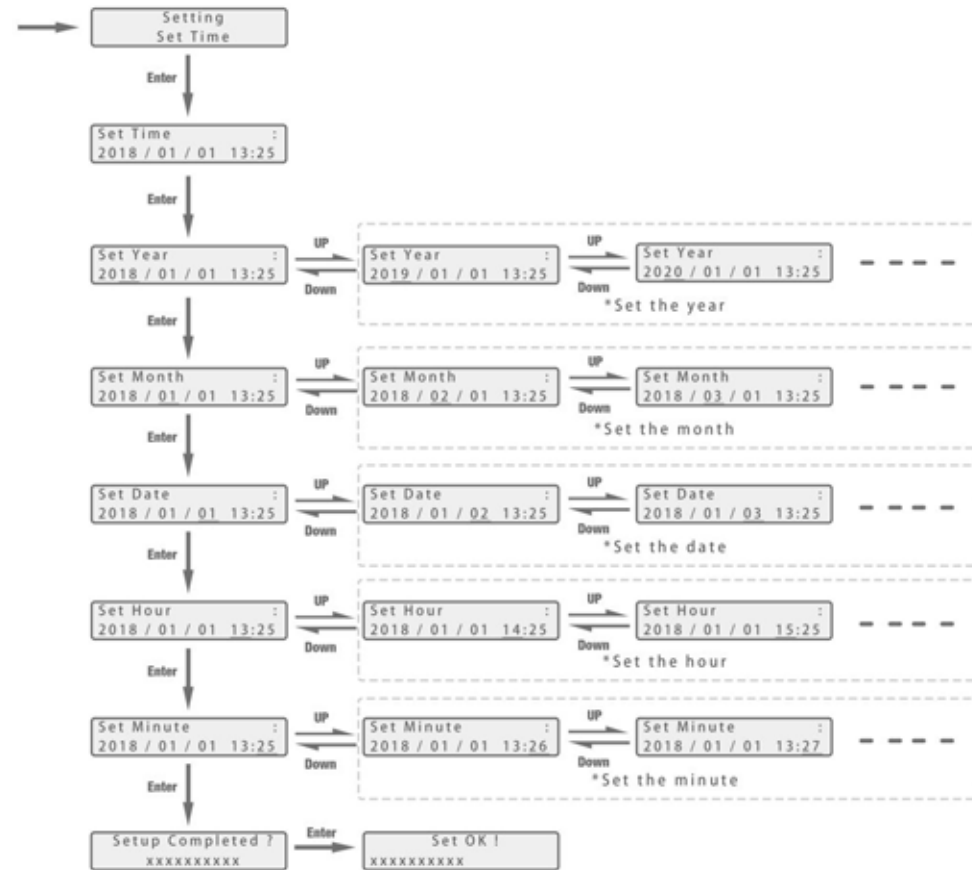 Setting
Set Time
Enter
Set Time :
2018 / 01 / 01 13:25
Enter
Set Year :
2018 / 01 / 01 13:25
UP
Down
Set Year :
2019 / 01 / 01 13:25
UP
Down
Set Year :
2020 / 01 / 01 13:25
*Set the year
Enter
Set Month :
2018 / 01 / 01 13:25
UP
Down
Set Month :
2018 / 02 / 01 13:25
UP
Down
Set Month :
2018 / 03 / 01 13:25
*Set the month
Enter
Set Date :
2018 / 01 / 01 13:25
UP
Down
Set Date :
2018 / 01 / 02 13:25
UP
Down
Set Date :
2018 / 01 / 03 13:25
*Set the date
Enter
Set Hour :
2018 / 01 / 01 13:25
UP
Down
Set Hour :
2018 / 01 / 01 14:25
UP
Down
Set Hour :
2018 / 01 / 01 15:25
*Set the hour
Enter
Set Minute :
2018 / 01 / 01 13:25
UP
Down
Set Minute :
2018 / 01 / 01 13:26
UP
Down
Set Minute :
2018 / 01 / 01 13:27
*Set the minute
Enter
Setup Completed ?
xxxxxxxxxx
Enter
Set OK !
xxxxxxxxxx